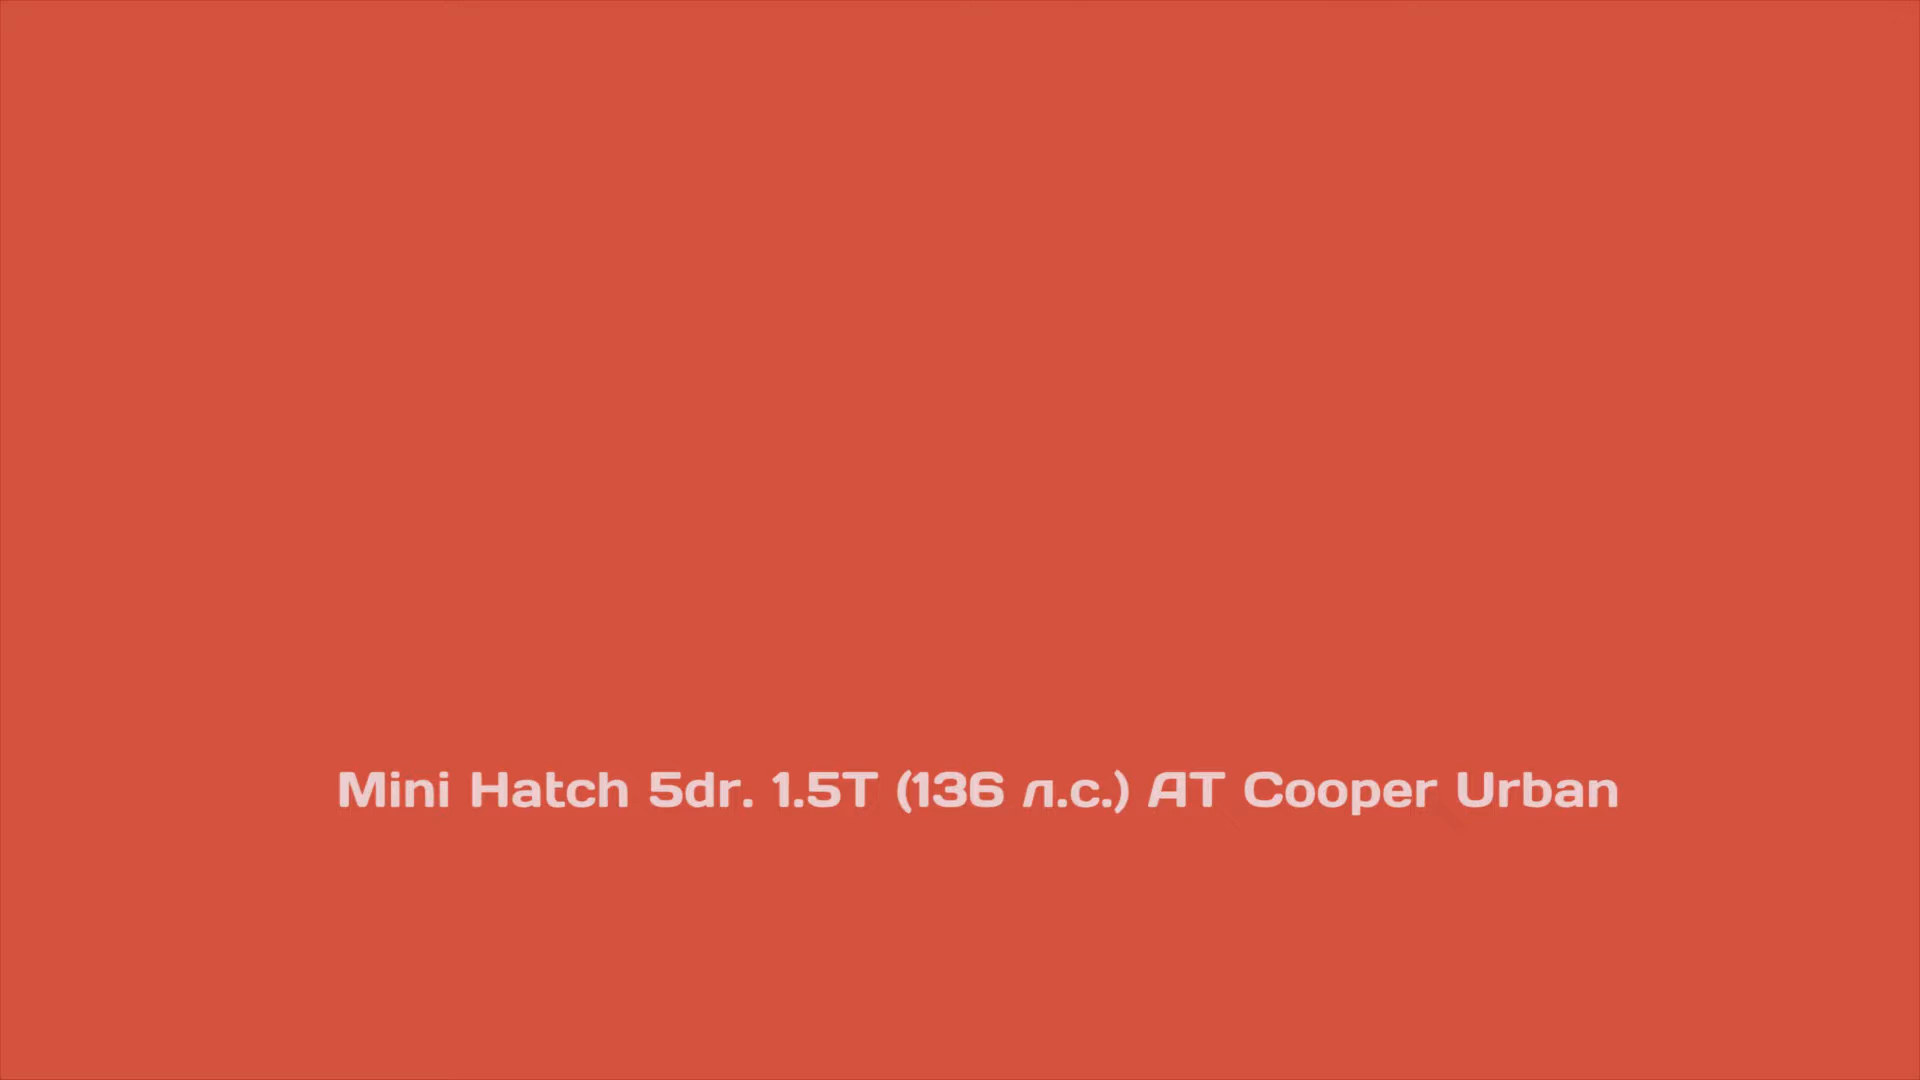 Mini Hatch 5dr. 1.5T (136 л.с.) AT Cooper Urban